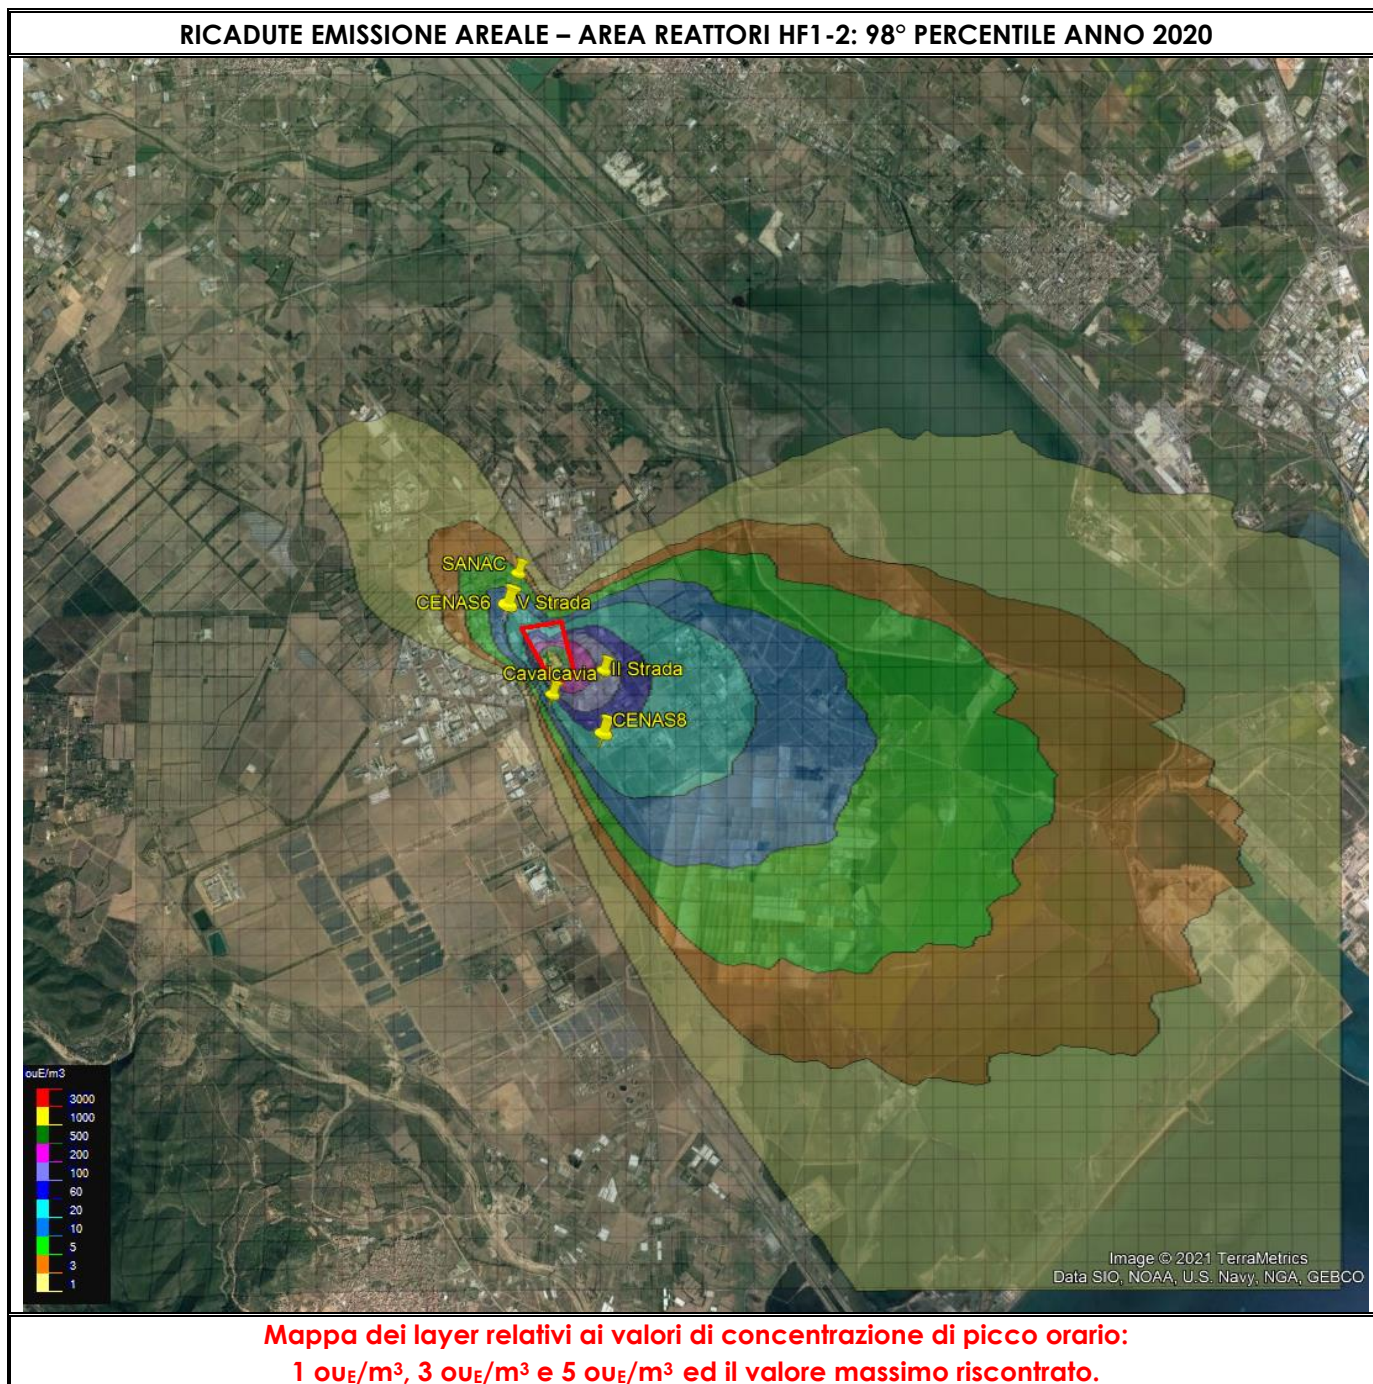 RICADUTE EMISSIONE AREALE – AREA REATTORI HF1-2: 98° PERCENTILE ANNO 2020
SANAC
CENAS6
V Strada
Cavalcavia
II Strada
CENAS8
ouE/m3
3000
1000
500
200
100
60
20
10
5
3
1
Image © 2021 TerraMetrics
Data SIO, NOAA, U.S. Navy, NGA, GEBCO
Mappa dei layer relativi ai valori di concentrazione di picco orario:
1 ouE/m³, 3 ouE/m³ e 5 ouE/m³ ed il valore massimo riscontrato.